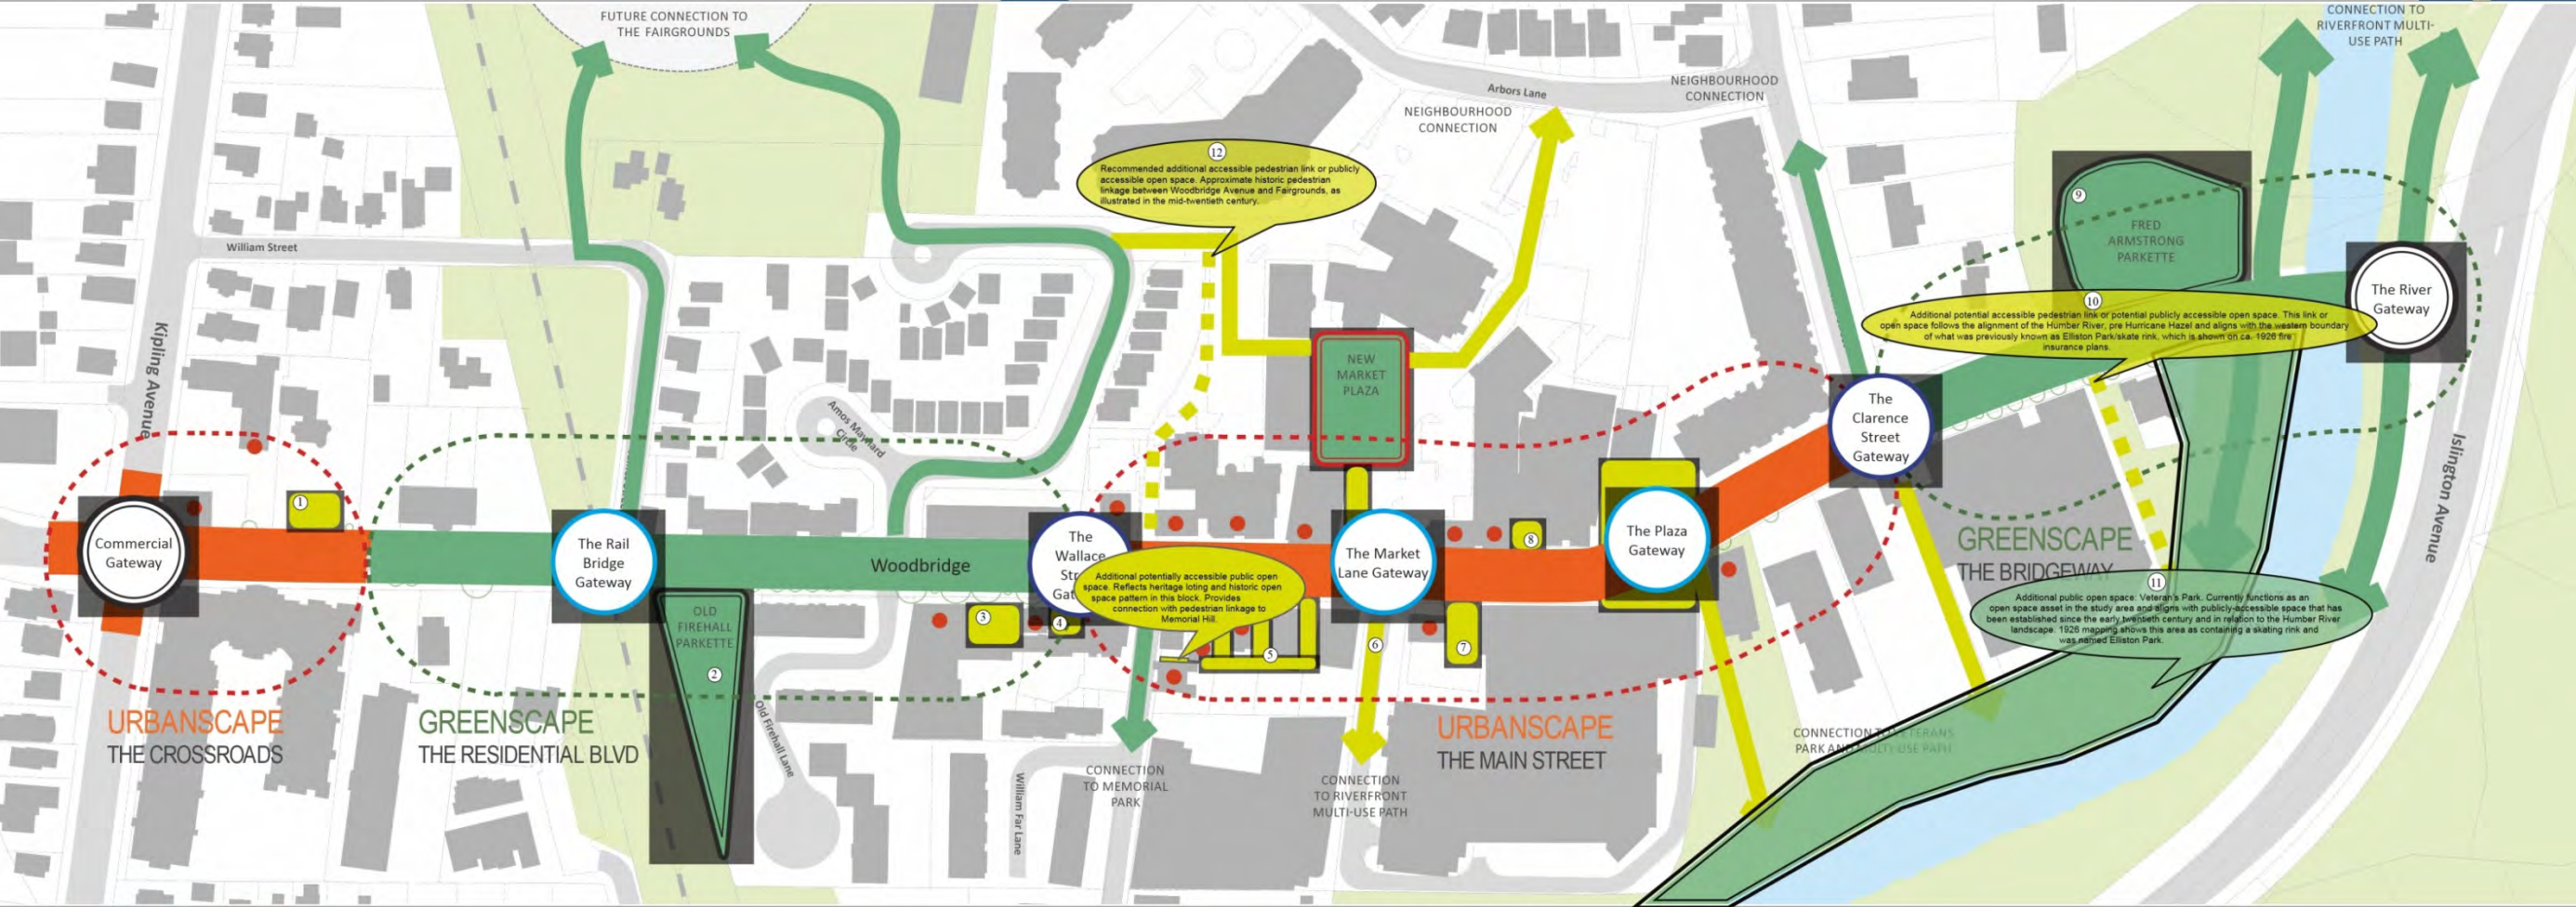 FUTURE CONNECTION TO
THE FAIRGROUNDS
CONNECTION TO
RIVERFRONT MULTI-
USE PATH
Arbors Lane
NEIGHBOURHOOD
CONNECTION
NEIGHBOURHOOD
CONNECTION
12
Recommended additional accessible pedestrian link or publicly
accessible open space. Approximate historic pedestrian
linkage between Woodbridge Avenue and Fairgrounds, as
illustrated in the mid-twentieth century.
William Street
Kipling Avenue
9
FRED
ARMSTRONG
PARKETTE
The River
Gateway
10
Additional potential accessible pedestrian link or potential publicly accessible open space. This link or
open space follows the alignment of the Humber River, pre Hurricane Hazel and aligns with the western boundary
of what was previously known as Elliston Park/skate rink, which is shown on ca. 1926 fire
insurance plans.
NEW
MARKET
PLAZA
Amos Maynard
Circle
The
Clarence
Street
Gateway
Islington Avenue
1
Commercial
Gateway
The Rail
Bridge
Gateway
Woodbridge
The
Wallace
The Market
Lane Gateway
8
The Plaza
Gateway
GREENSCAPE
THE BRIDGEWAY
Additional potentially accessible public open
space. Reflects heritage loting and historic open
space pattern in this block. Provides
connection with pedestrian linkage to
Memorial Hill.
11
Additional public open space: Veteran's Park. Currently functions as an
open space asset in the study area and aligns with publicly-accessible space that has
been established since the early twentieth century and in relation to the Humber River
landscape. 1926 mapping shows this area as containing a skating rink and
was named Elliston Park.
OLD
FIREHALL
PARKETTE
2
3
4
5
6
7
URBANSCAPE
THE CROSSROADS
GREENSCAPE
THE RESIDENTIAL BLVD
Old Firehall Lane
William Far Lane
CONNECTION
TO MEMORIAL
PARK
CONNECTION
TO RIVERFRONT
MULTI-USE PATH
URBANSCAPE
THE MAIN STREET
CONNECTION TO VETERANS
PARK AND MULTI-USE PATH